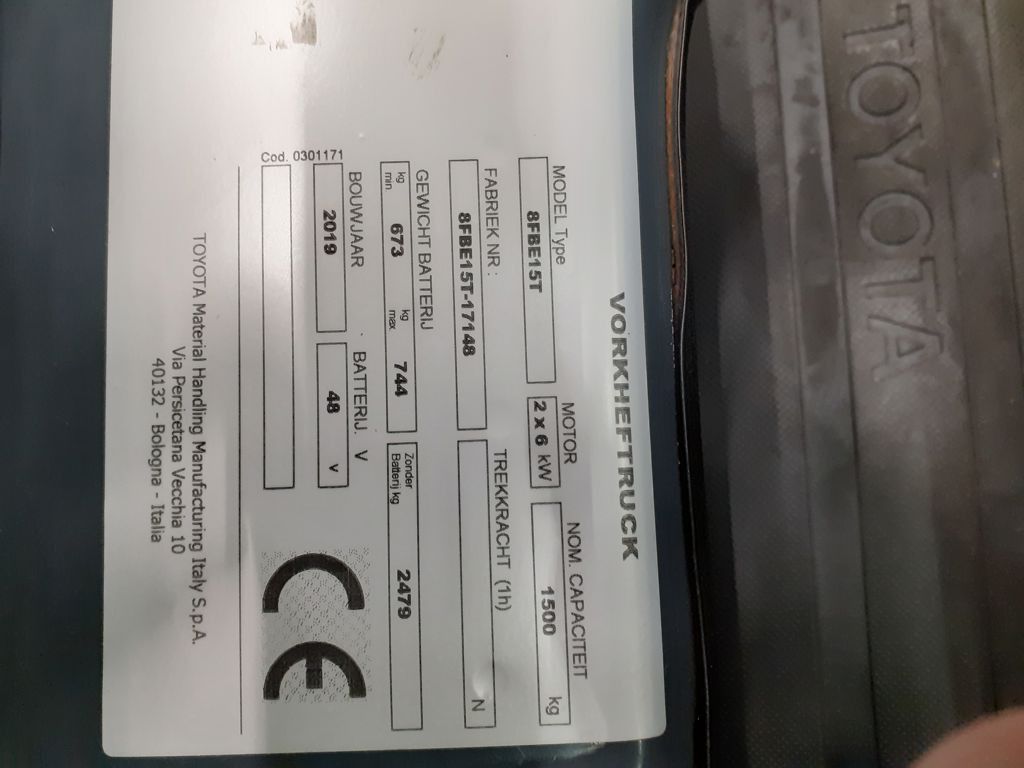 TOYOTA
VORKHEFTRUCK
MODEL Type MOTOR NOM. CAPACITEIT
8FBE15T 2 x 6 kW 1500 kg
FABRIEK NR : TREKKRACHT (1h)
8FBE15T-17148 N
GEWICHT BATTERIJ
kg min 673 kg max 744 Zonder Batterij kg 2479
BOUWJAAR BATTERIJ. V
2019 48 V
Cod. 0301171
CE
TOYOTA Material Handling Manufacturing Italy S.p.A.
Via Persicetana Vecchia 10
40132 - Bologna - Italia